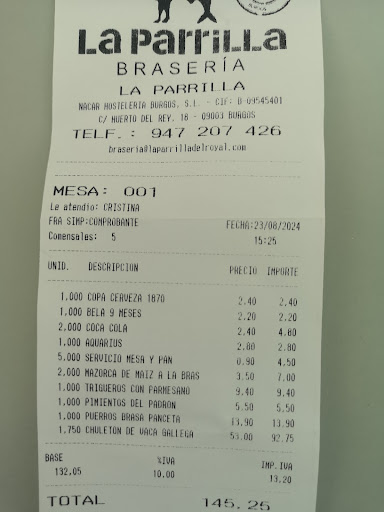 La Parrilla
BRASERÍA
LA PARRILLA
NACAR HOSTELERIA BURGOS, S.L. - CIF: B-09545401
C/ HUERTO DEL REY, 18 - 09003 BURGOS
TELF.: 947 207 426
braseria@laparrilladelroyal.com
MESA: 001
Le atendio: CRISTINA
FRA SIMP:COMPROBANTE FECHA:23/08/2024
Comensales: 5 15:25
UNID. DESCRIPCION PRECIO IMPORTE
1.000 COPA CERVEZA 1870 2.40 2.40
1.000 BELA 9 MESES 2.20 2.20
2.000 COCA COLA 2.40 4.80
1.000 AQUARIUS 2.80 2.80
5.000 SERVICIO MESA Y PAN 0.90 4.50
2.000 MAZORCA DE MAIZ A LA BRAS 3.50 7.00
1.000 TRIGUEROS CON PARMESANO 9.40 9.40
1.000 PIMIENTOS DEL PADRON 5.50 5.50
1.000 PUERROS BRASA PANCETA 13.90 13.90
1.750 CHULETON DE VACA GALLEGA 53.00 92.75
BASE %IVA IMP.IVA
132.05 10.00 13.20
TOTAL 145.25